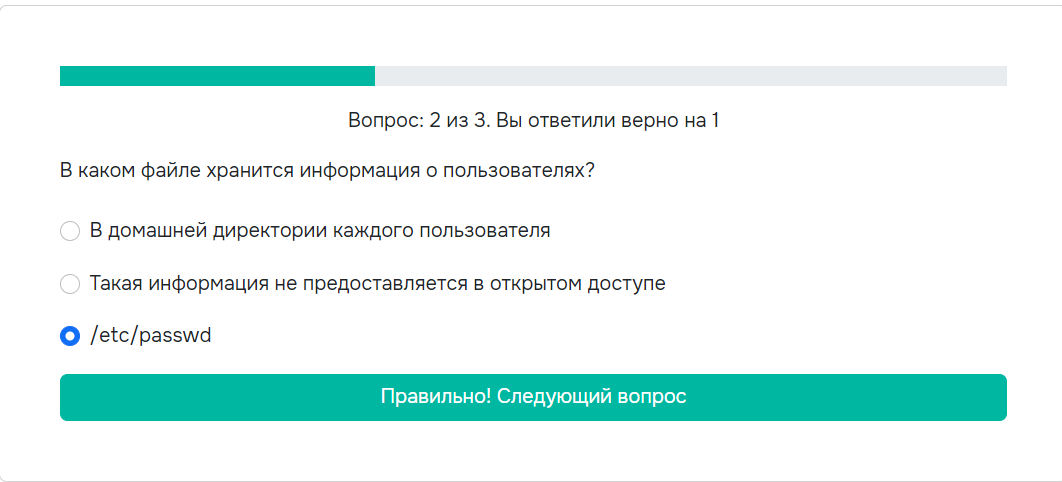 Вопрос: 2 из 3. Вы ответили верно на 1
В каком файле хранится информация о пользователях?
В домашней директории каждого пользователя
Такая информация не предоставляется в открытом доступе
/etc/passwd
Правильно! Следующий вопрос